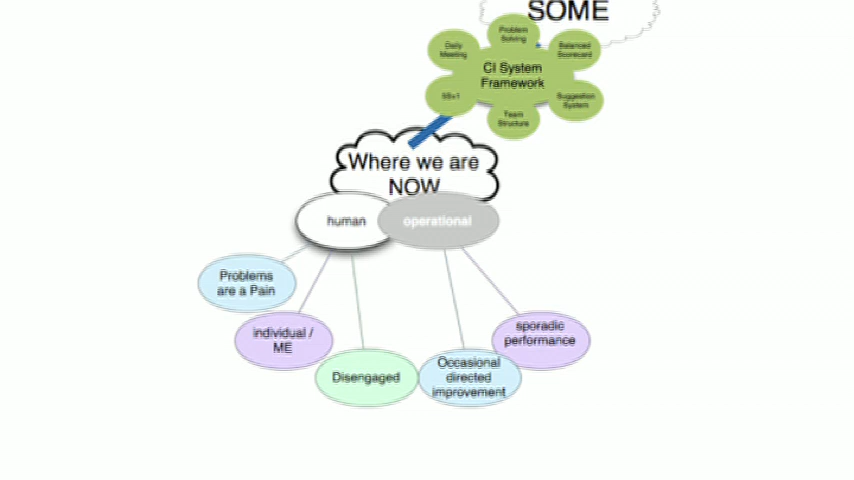 SOME
Problem
Solving
Daily
Meeting
Balanced
Scorecard
CI System
Framework
5S+1
Suggestion
System
Team
Structure
Where we are
NOW
human
operational
Problems
are a Pain
individual /
ME
Disengaged
Occasional
directed
improvement
sporadic
performance